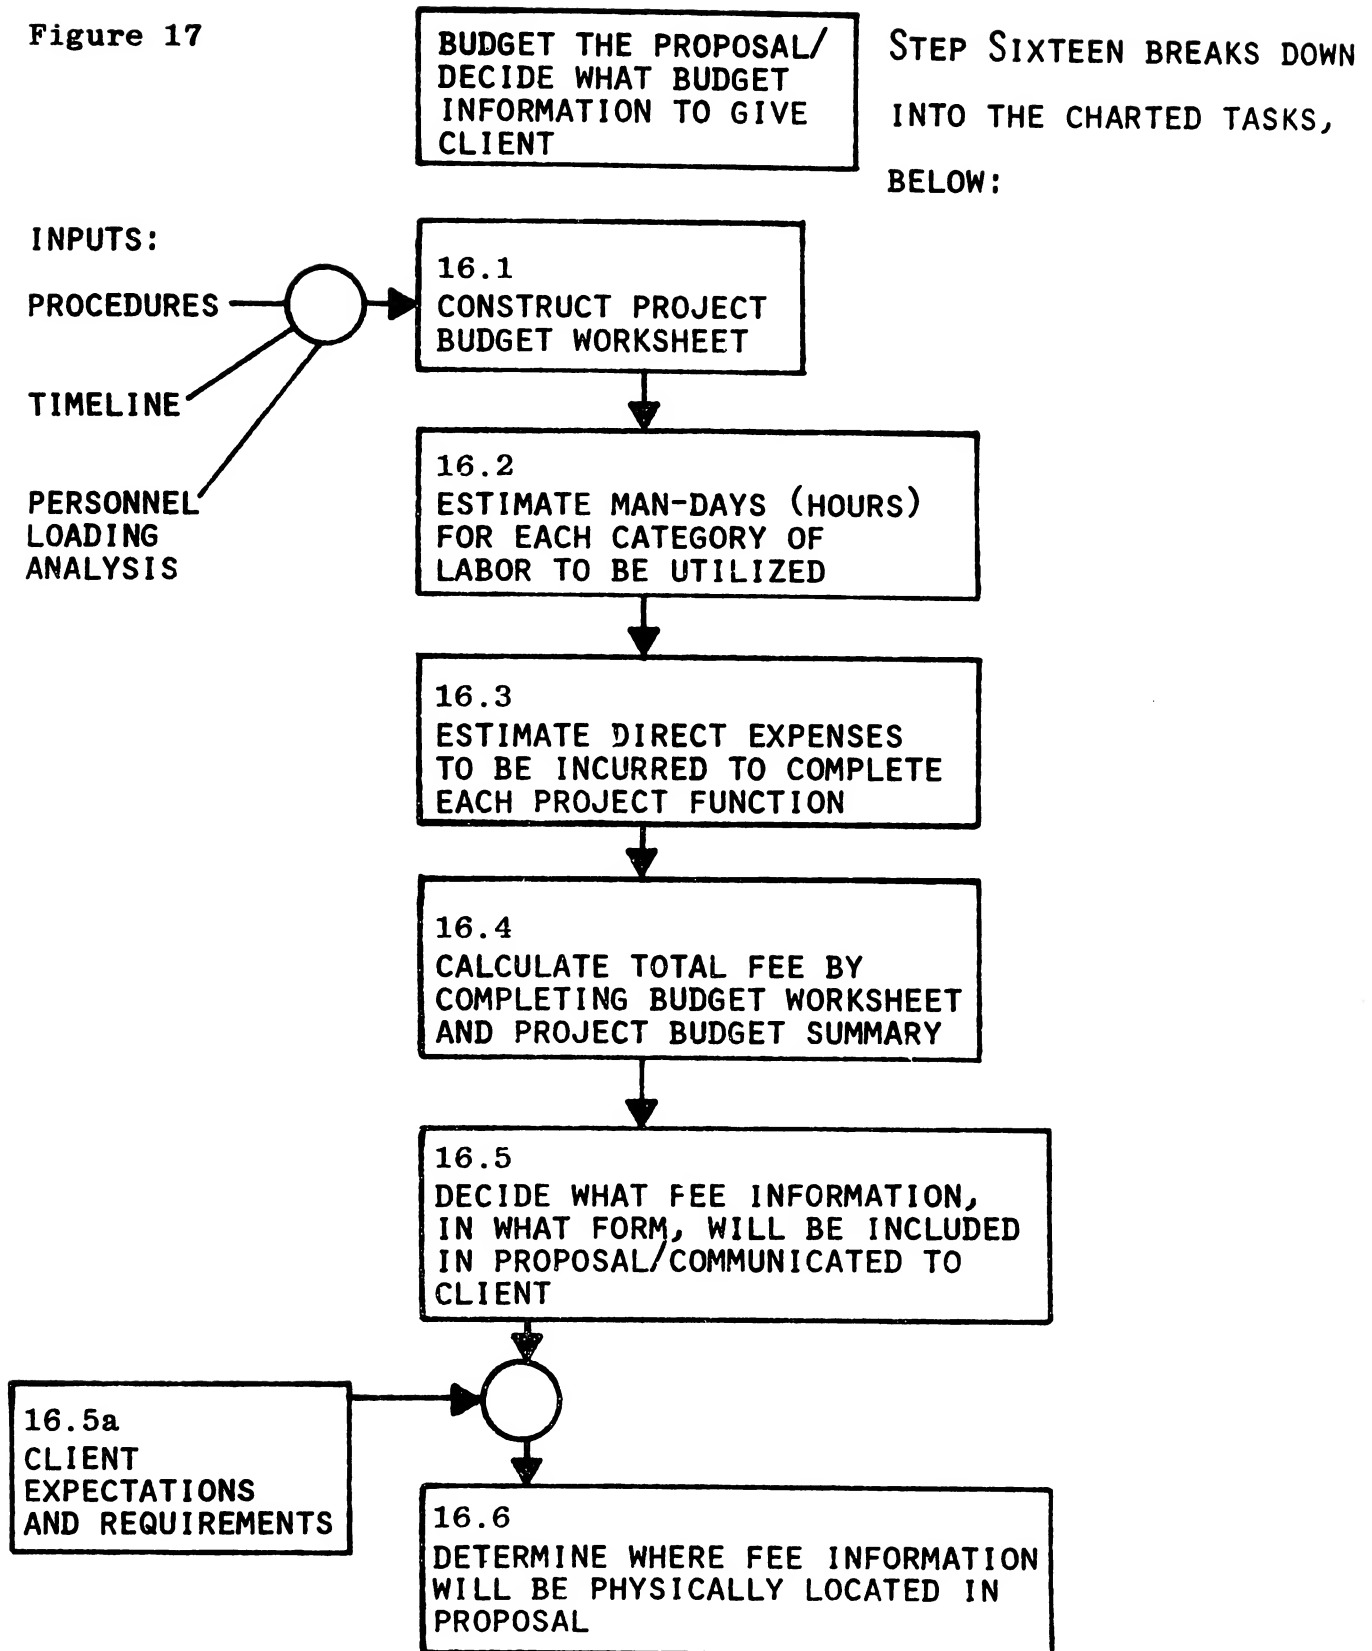 Figure 17
BUDGET THE PROPOSAL/
DECIDE WHAT BUDGET
INFORMATION TO GIVE
CLIENT
STEP SIXTEEN BREAKS DOWN
INTO THE CHARTED TASKS,
BELOW:
INPUTS:
PROCEDURES
TIMELINE
PERSONNEL
LOADING
ANALYSIS
16.1
CONSTRUCT PROJECT
BUDGET WORKSHEET
16.2
ESTIMATE MAN-DAYS (HOURS)
FOR EACH CATEGORY OF
LABOR TO BE UTILIZED
16.3
ESTIMATE DIRECT EXPENSES
TO BE INCURRED TO COMPLETE
EACH PROJECT FUNCTION
16.4
CALCULATE TOTAL FEE BY
COMPLETING BUDGET WORKSHEET
AND PROJECT BUDGET SUMMARY
16.5
DECIDE WHAT FEE INFORMATION,
IN WHAT FORM, WILL BE INCLUDED
IN PROPOSAL/COMMUNICATED TO
CLIENT
16.5a
CLIENT
EXPECTATIONS
AND REQUIREMENTS
16.6
DETERMINE WHERE FEE INFORMATION
WILL BE PHYSICALLY LOCATED IN
PROPOSAL